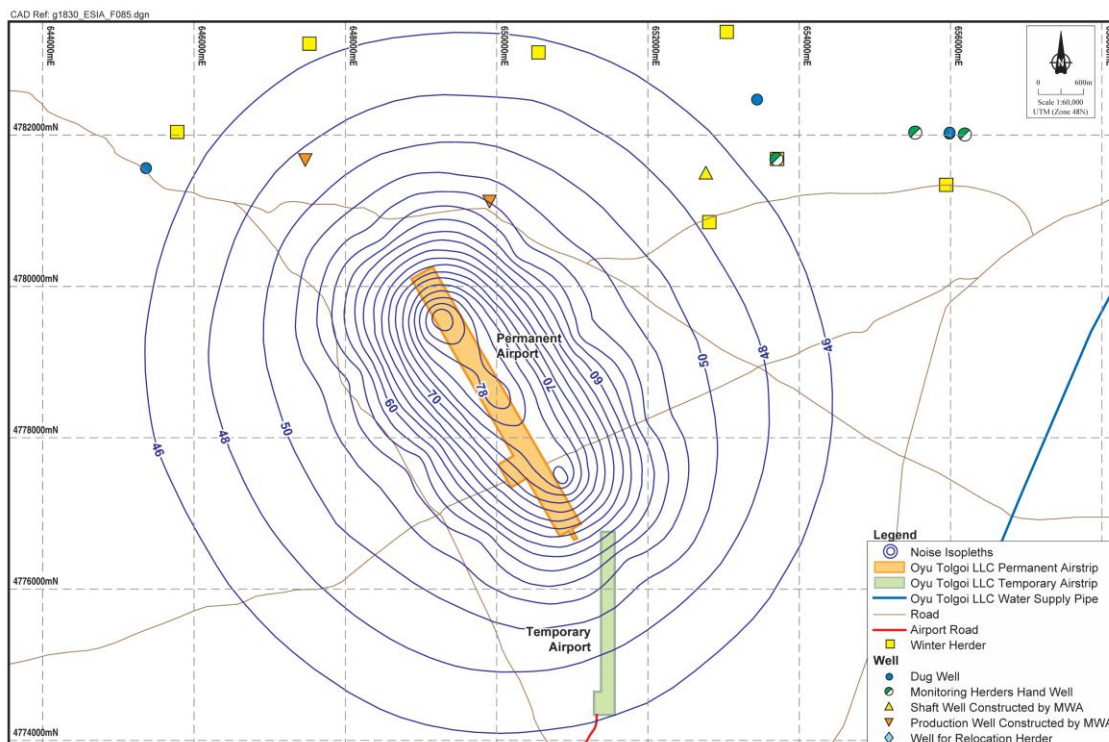 CAD Ref: g1830_ESIA_F085.dgn
644000mE
646000mE
648000mE
650000mE
652000mE
654000mE
656000mE
0 600m
Scale 1:60,000
UTM (Zone 48N)
4782000mN
4780000mN
4778000mN
4776000mN
4774000mN
46
48
50
60
70
78
70
60
50
48
46
Permanent
Airport
Temporary
Airport
Legend
Noise Isopleths
Oyu Tolgoi LLC Permanent Airstrip
Oyu Tolgoi LLC Temporary Airstrip
Oyu Tolgoi LLC Water Supply Pipe
Road
Airport Road
Winter Herder
Well
Dug Well
Monitoring Herders Hand Well
Shaft Well Constructed by MWA
Production Well Constructed by MWA
Well for Relocation Herder